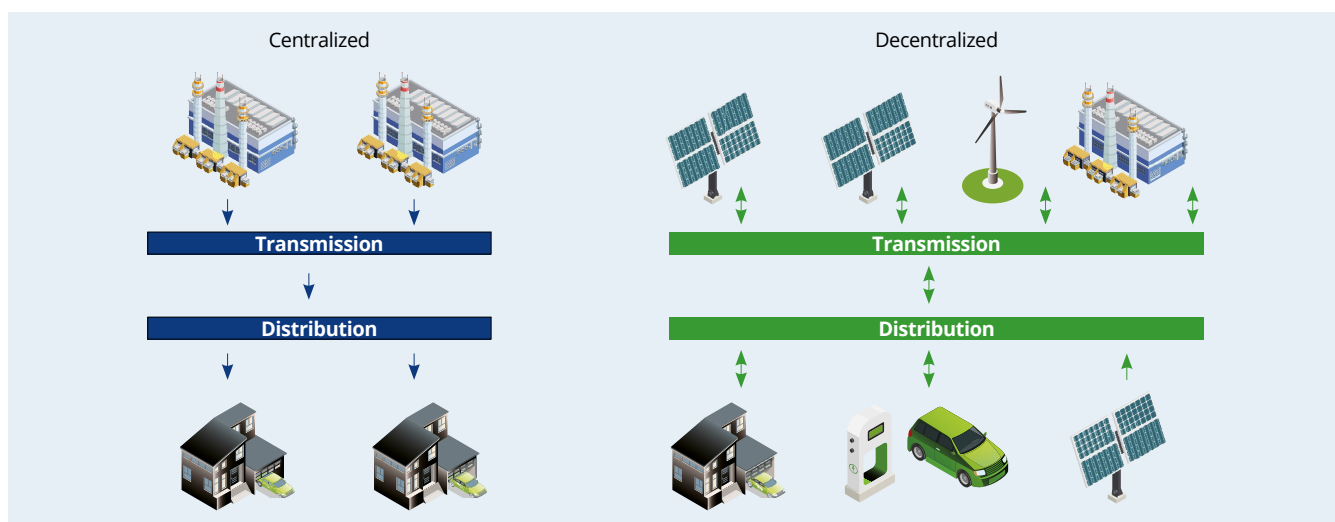 Centralized
Decentralized
Transmission
Transmission
Distribution
Distribution